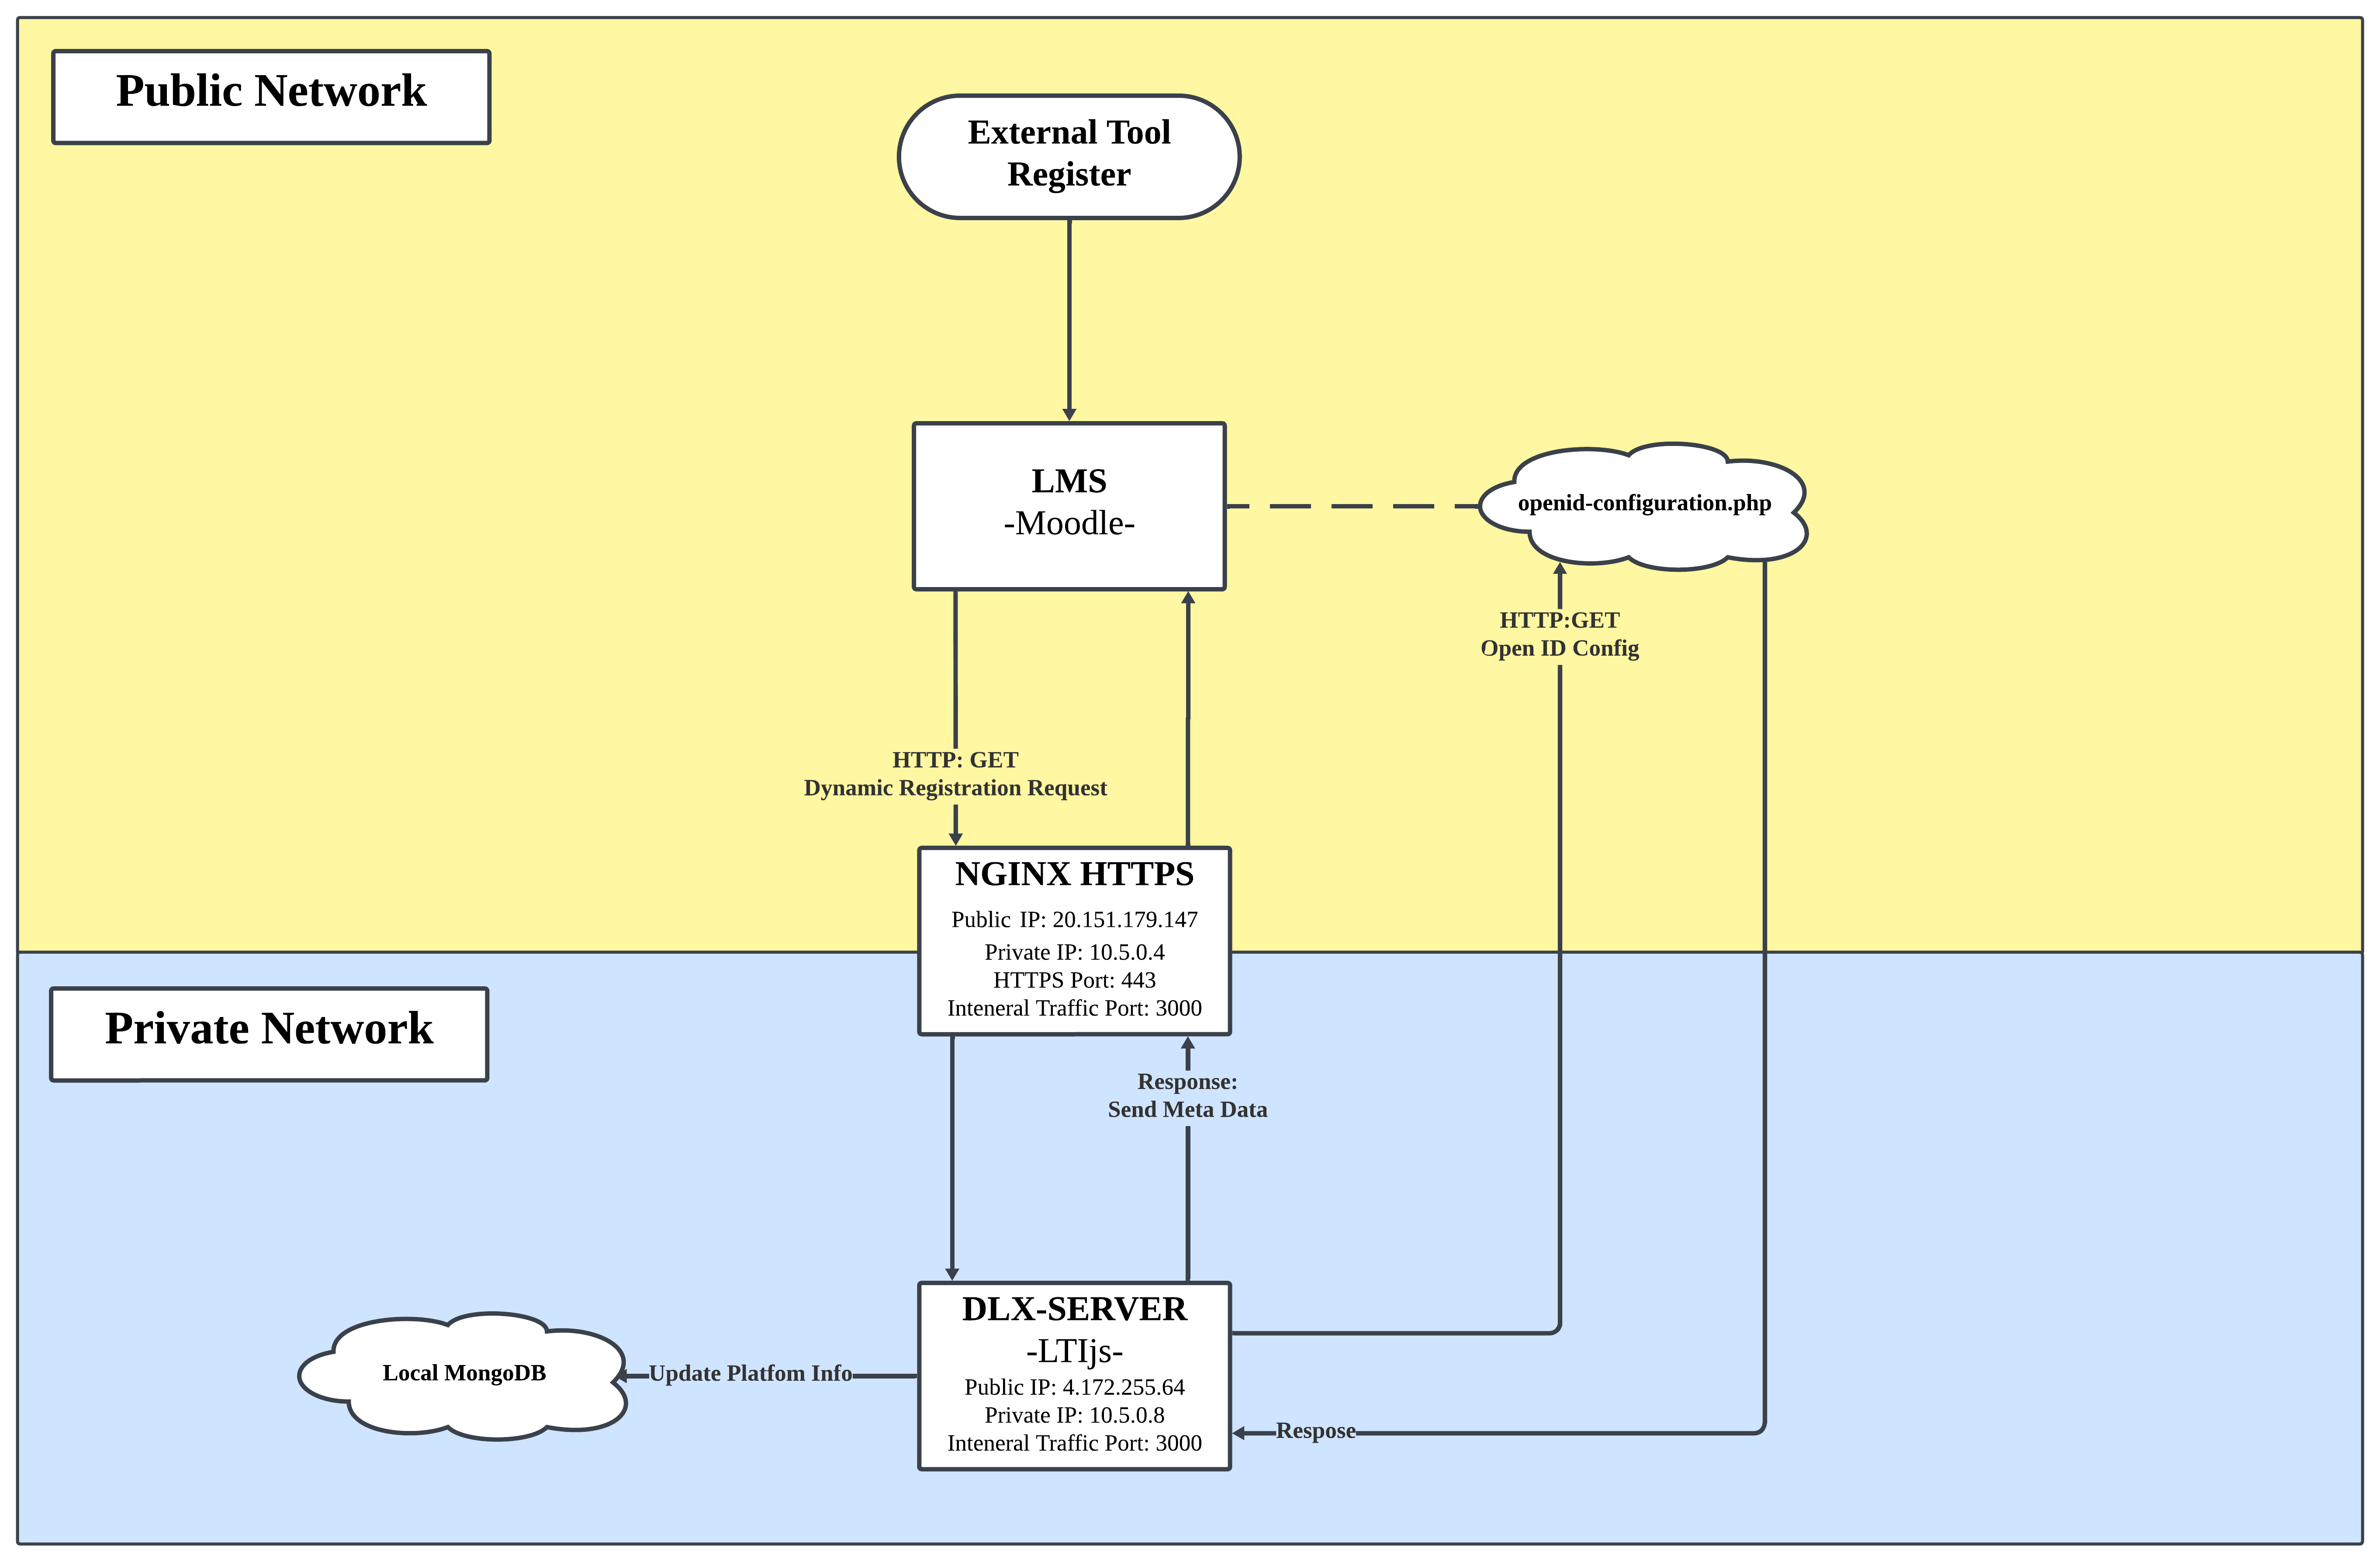 Public Network
External Tool
Register
LMS
-Moodle-
openid-configuration.php
HTTP:GET
Open ID Config
HTTP: GET
Dynamic Registration Request
NGINX HTTPS
Public IP: 20.151.179.147
Private IP: 10.5.0.4
HTTPS Port: 443
Inteneral Traffic Port: 3000
Private Network
Response:
Send Meta Data
DLX-SERVER
-LTIjs-
Public IP: 4.172.255.64
Private IP: 10.5.0.8
Inteneral Traffic Port: 3000
Local MongoDB
Update Platfom Info
Respose